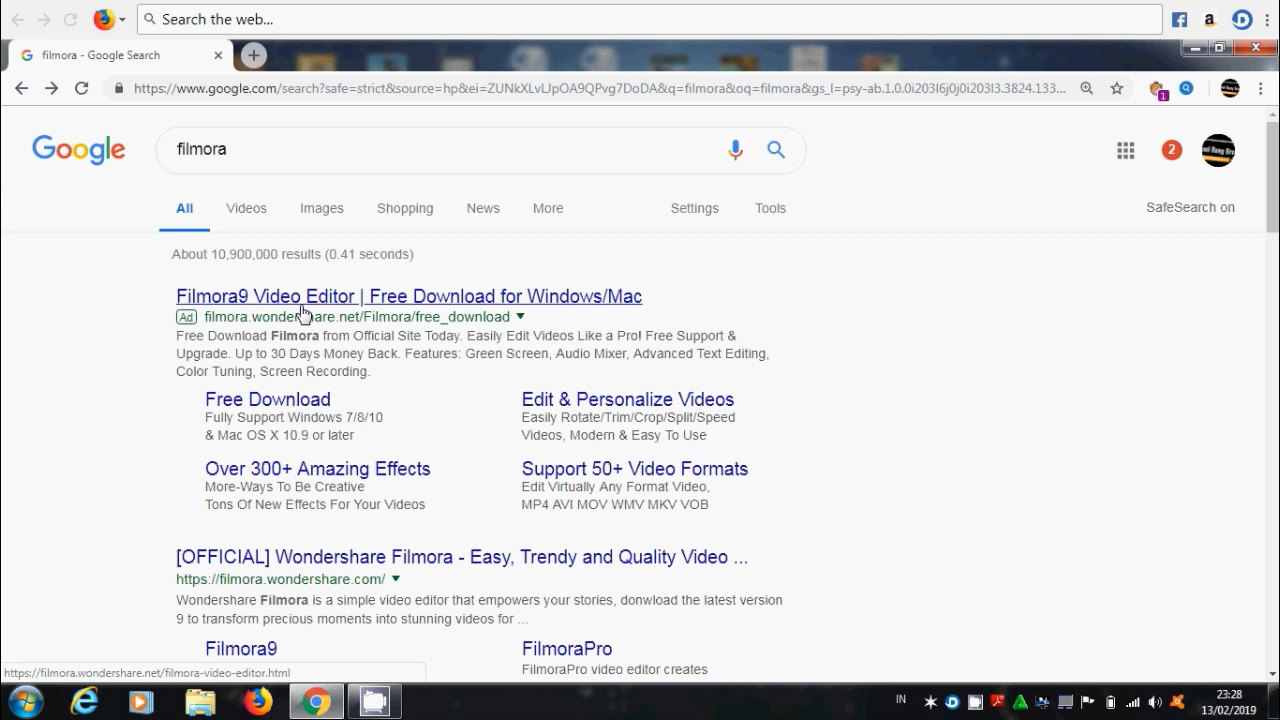 Search the web...
filmora - Google Search
https://www.google.com/search?safe=strict&source=hp&ei=ZUNkXLvLJpOA9QPvg7DoDA&q=filmora&oq=filmora&gs_l=psy-ab.1.0.0i203l6j0j0i203l3.3824.133...
1
Google
filmora
2
All Videos Images Shopping News More Settings Tools
SafeSearch on
About 10,900,000 results (0.41 seconds)
Filmora9 Video Editor | Free Download for Windows/Mac
Ad filmora.wondershare.net/Filmora/free_download
Free Download Filmora from Official Site Today. Easily Edit Videos Like a Pro! Free Support &
Upgrade. Up to 30 Days Money Back. Features: Green Screen, Audio Mixer, Advanced Text Editing,
Color Tuning, Screen Recording.
Free Download
Fully Support Windows 7/8/10
& Mac OS X 10.9 or later
Edit & Personalize Videos
Easily Rotate/Trim/Crop/Split/Speed
Videos, Modern & Easy To Use
Over 300+ Amazing Effects
More-Ways To Be Creative
Tons Of New Effects For Your Videos
Support 50+ Video Formats
Edit Virtually Any Format Video,
MP4 AVI MOV WMV MKV VOB
[OFFICIAL] Wondershare Filmora - Easy, Trendy and Quality Video ...
https://filmora.wondershare.com/
Wondershare Filmora is a simple video editor that empowers your stories, donwload the latest version
9 to transform precious moments into stunning videos for ...
Filmora9
FilmoraPro
FilmoraPro video editor creates
https://filmora.wondershare.net/filmora-video-editor.html
IN
23:28
13/02/2019